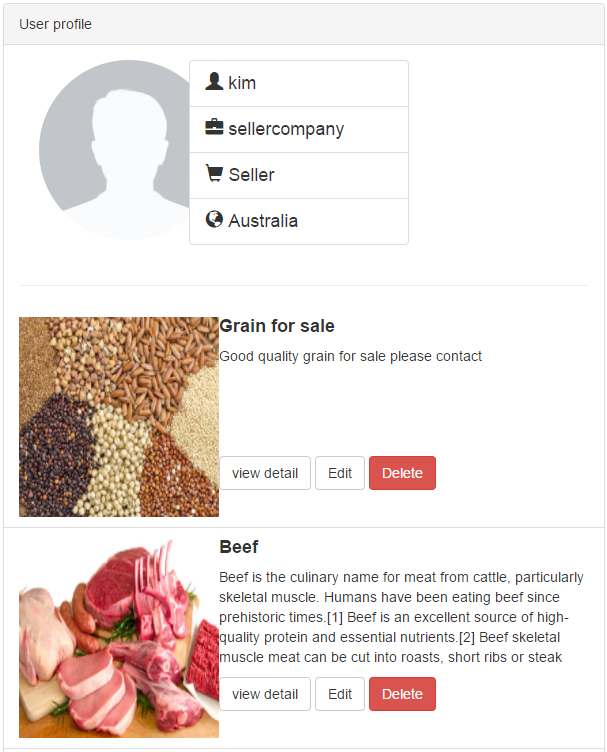 User profile
kim
sellercompany
Seller
Australia
Grain for sale
Good quality grain for sale please contact
view detail Edit Delete
Beef
Beef is the culinary name for meat from cattle, particularly
skeletal muscle. Humans have been eating beef since
prehistoric times.[1] Beef is an excellent source of high-
quality protein and essential nutrients.[2] Beef skeletal
muscle meat can be cut into roasts, short ribs or steak
view detail Edit Delete